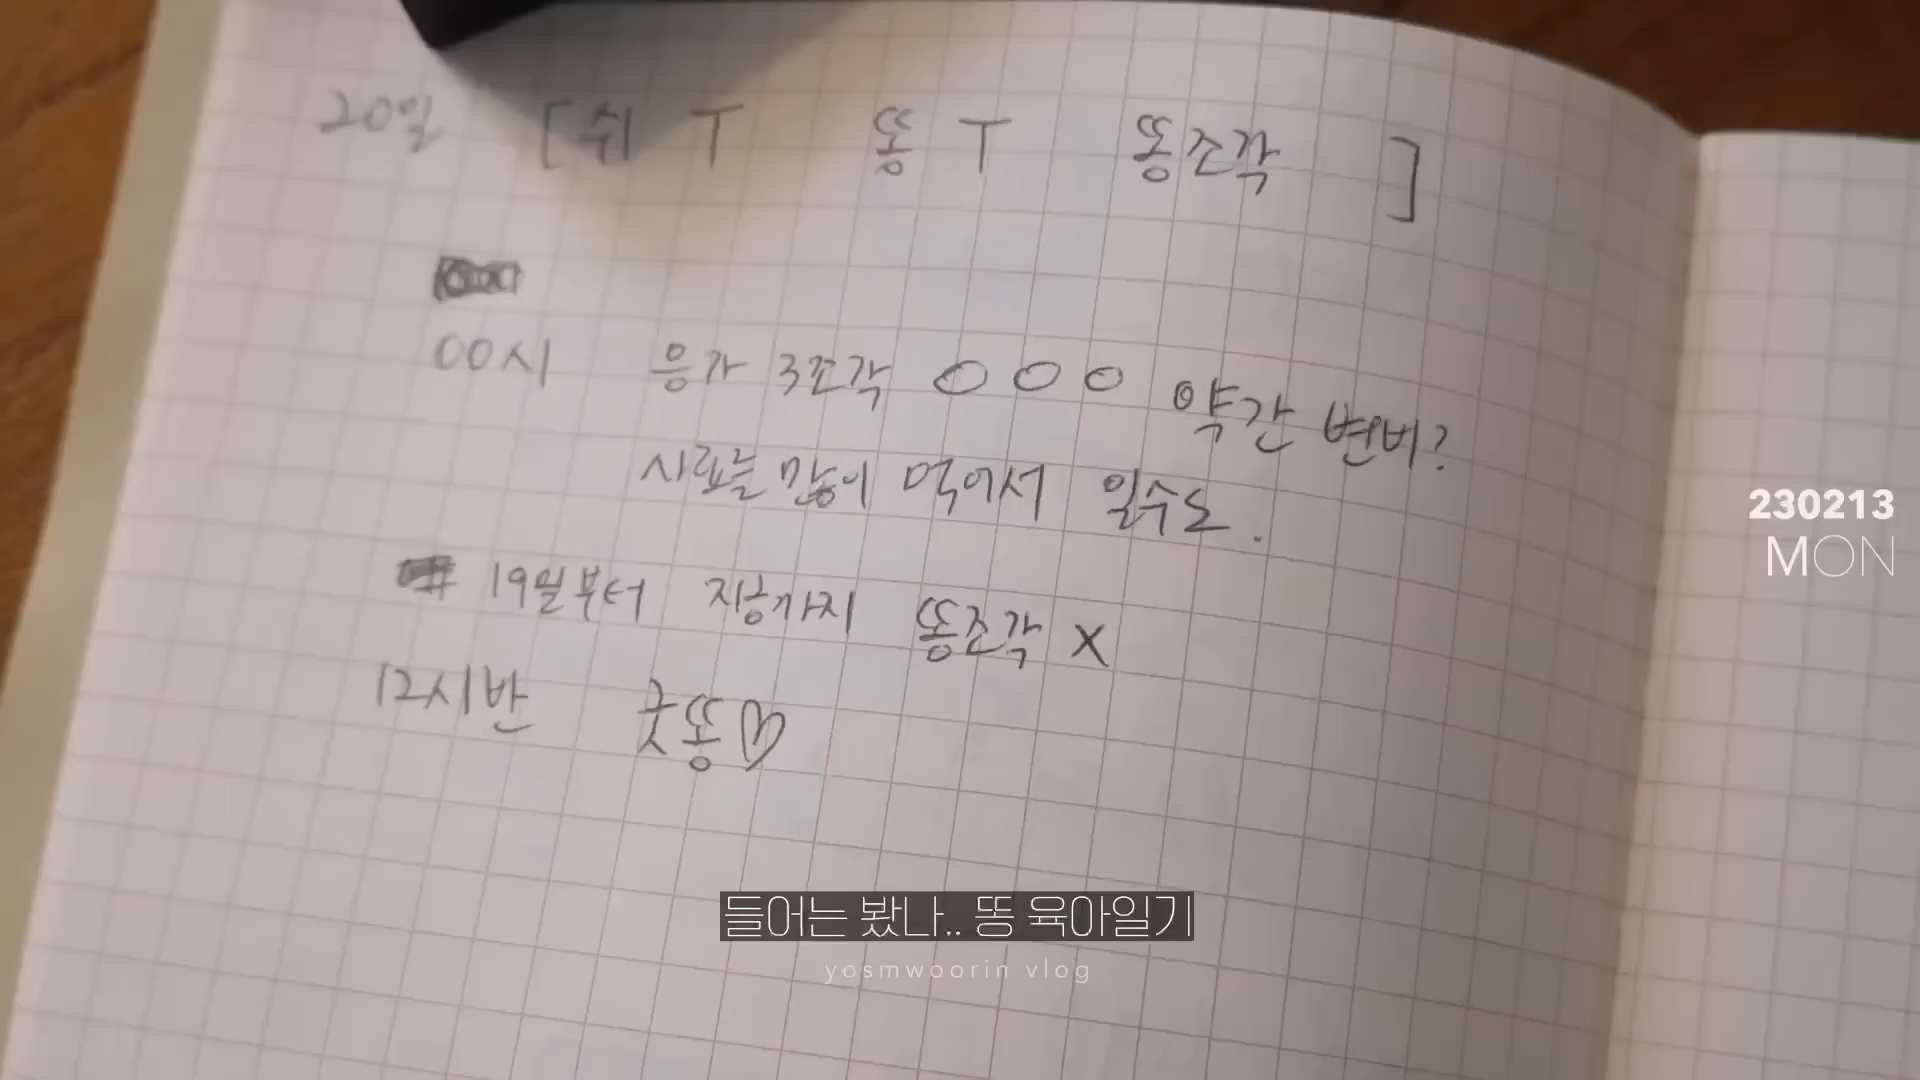 20일 [쉬 ㅜ 똥 ㅜ 똥조각 ]
00시 응가 3조각 ○ ○ ○ 약간 변비?
사료를 많이 먹어서 일수도.
19일부터 지금까지 똥조각 X
12시반 굿똥♡
230213
MON
들어는 봤나.. 똥 육아일기
yosmwoorin vlog